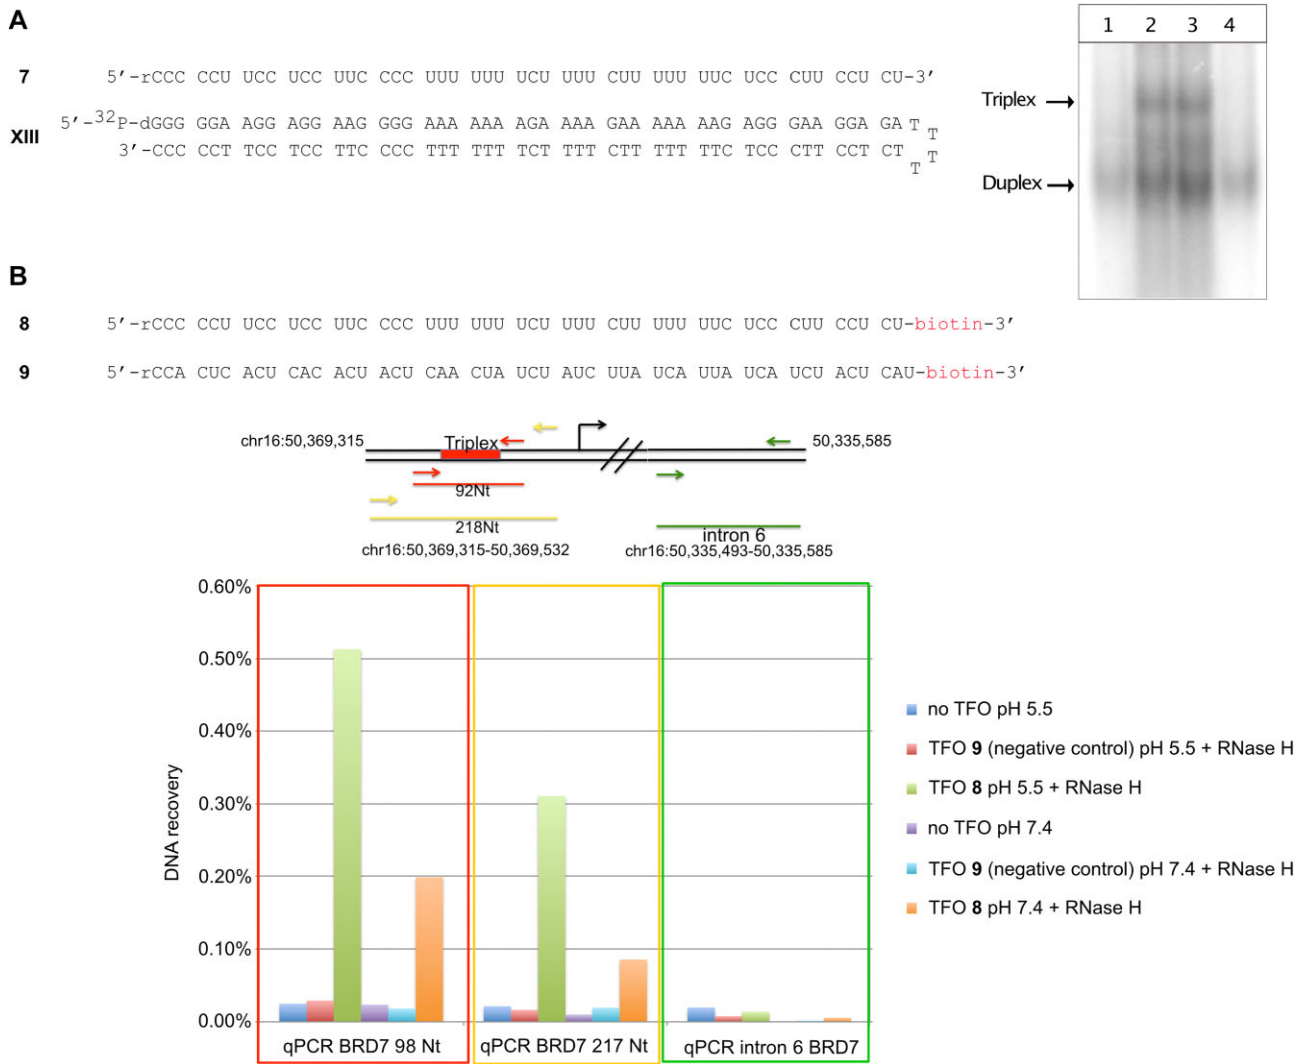 A
1 2 3 4
7 5′-rCCC CCU UCC UCC UUC CCC UUU UUU UCU UUU CUU UUU UUC UCC CUU CCU CU-3′
Triplex
XIII
5′-32P-dGGG GGA AGG AGG AAG GGG AAA AAA AGA AAA GAA AAA AAG AGG GAA GGA GA T
T
3′-CCC CCT TCC TCC TTC CCC TTT TTT TCT TTT CTT TTT TTC TCC CTT CCT CT T
T
Duplex
B
8 5′-rCCC CCU UCC UCC UUC CCC UUU UUU UCU UUU CUU UUU UUC UCC CUU CCU CU-biotin-3′
9 5′-rCCA CUC ACU CAC ACU ACU CAA CUA UCU AUC UUA UCA UUA UCA UCU ACU CAU-biotin-3′
chr16:50,369,315 Triplex 50,335,585
92Nt
218Nt intron 6
chr16:50,369,315-50,369,532 chr16:50,335,493-50,335,585
0.60%
0.50%
0.40%
0.30%
0.20%
0.10%
0.00%
DNA recovery
qPCR BRD7 98 Nt qPCR BRD7 217 Nt qPCR intron 6 BRD7
no TFO pH 5.5
TFO 9 (negative control) pH 5.5 + RNase H
TFO 8 pH 5.5 + RNase H
no TFO pH 7.4
TFO 9 (negative control) pH 7.4 + RNase H
TFO 8 pH 7.4 + RNase H